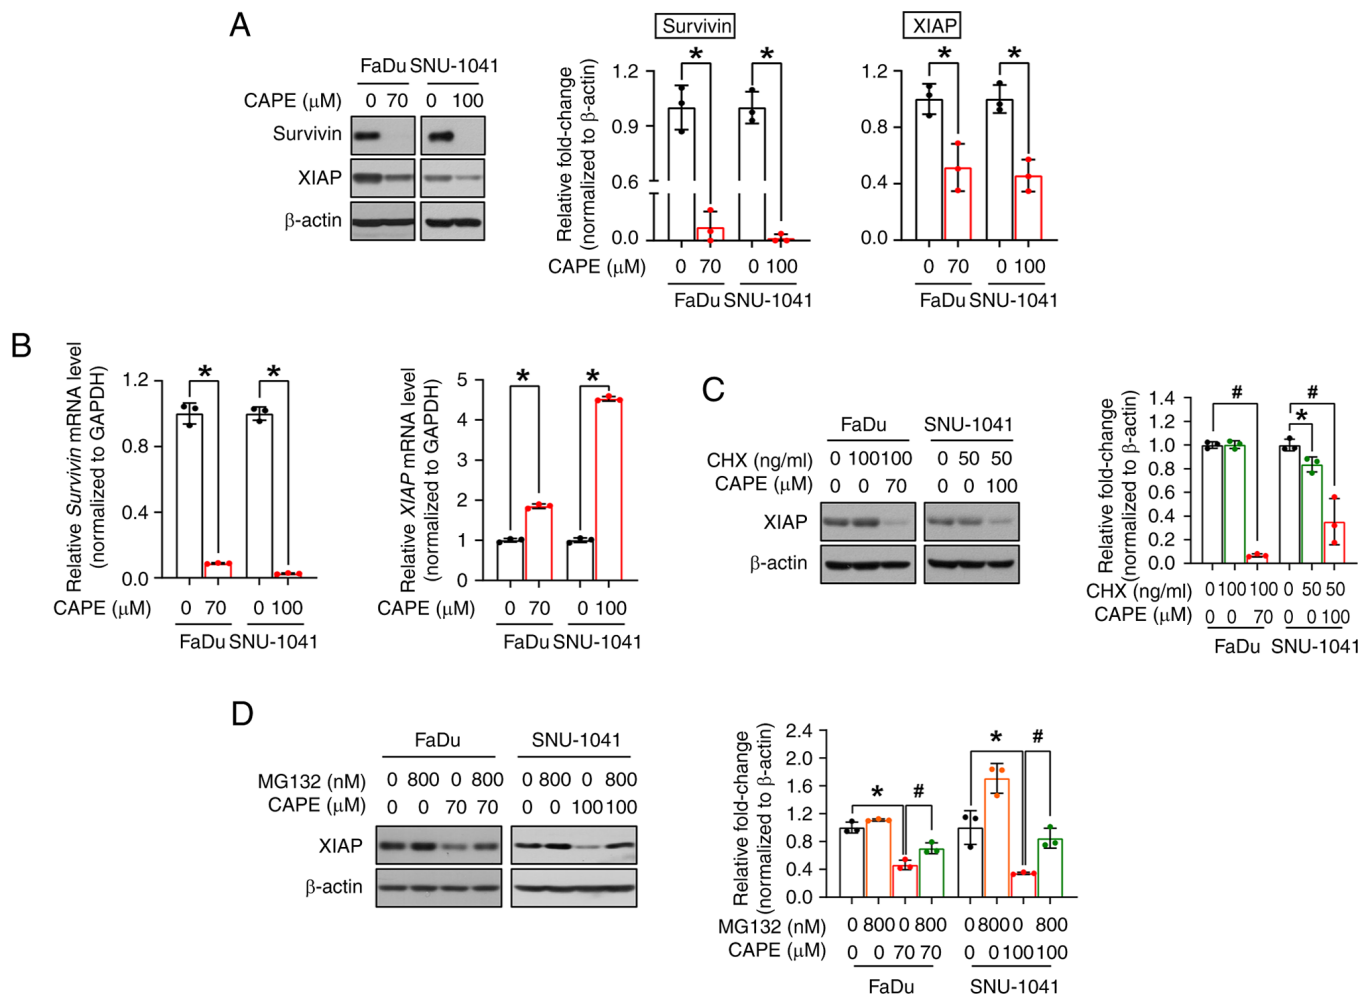 A
FaDu SNU-1041
CAPE (μM) 0 70 0 100
Survivin
XIAP
β-actin
Survivin
Relative fold-change
(normalized to β-actin)
1.2
0.9
0.6
0.0
* *
CAPE (μM) 0 70 0 100
FaDu SNU-1041
XIAP
1.2
0.8
0.4
0.0
* *
0 70 0 100
FaDu SNU-1041
B
Relative Survivin mRNA level
(normalized to GAPDH)
1.2
0.8
0.4
0.0
* *
CAPE (μM) 0 70 0 100
FaDu SNU-1041
Relative XIAP mRNA level
(normalized to GAPDH)
5
4
3
2
1
0
* *
CAPE (μM) 0 70 0 100
FaDu SNU-1041
C
FaDu SNU-1041
CHX (ng/ml) 0 100 100 0 50 50
CAPE (μM) 0 0 70 0 0 100
XIAP
β-actin
Relative fold-change
(normalized to β-actin)
1.4
1.0
0.8
0.6
0.4
0.2
0.0
# # *
CHX (ng/ml) 0 100 100 0 50 50
CAPE (μM) 0 0 70 0 0 100
FaDu SNU-1041
D
FaDu SNU-1041
MG132 (nM) 0 800 0 800 0 800 0 800
CAPE (μM) 0 0 70 70 0 0 100 100
XIAP
β-actin
Relative fold-change
(normalized to β-actin)
2.4
2.0
1.6
1.2
0.8
0.4
0.0
* # * #
MG132 (nM) 0 800 0 800 0 800 0 800
CAPE (μM) 0 0 70 70 0 0 100 100
FaDu SNU-1041